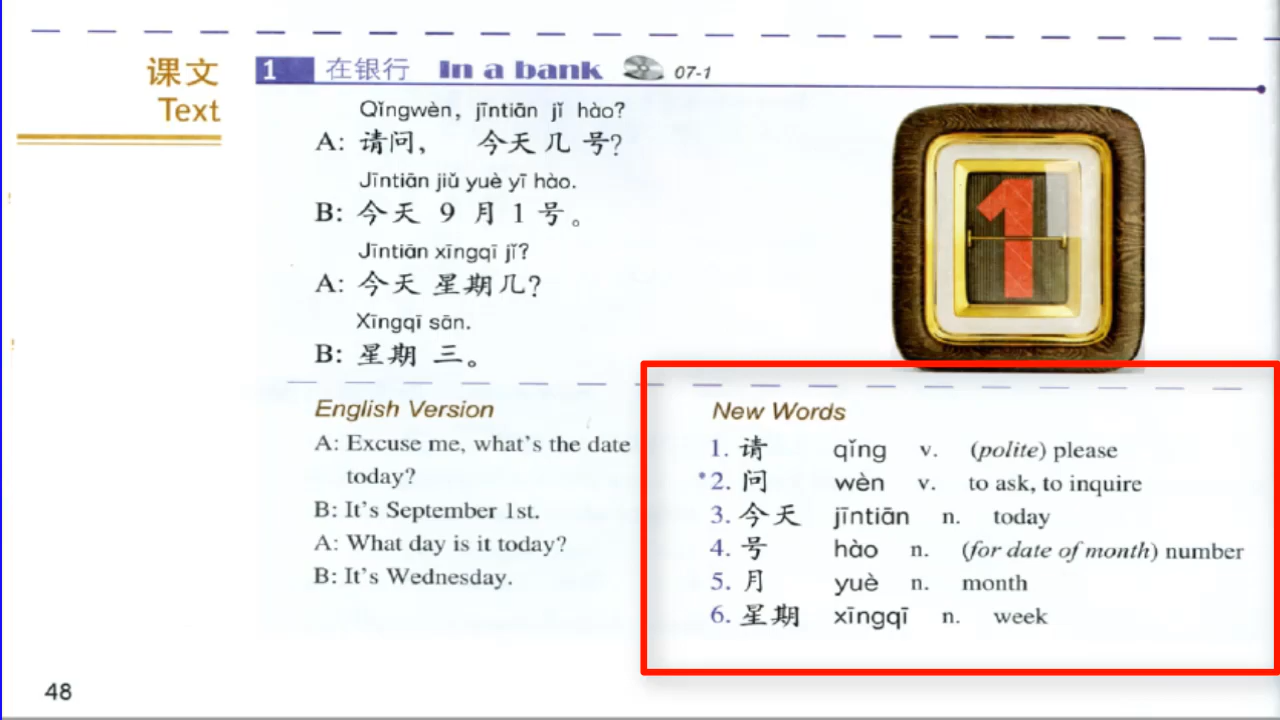 课文
Text
1 在银行 In a bank 07-1
Qǐngwèn, jīntiān jǐ hào?
A: 请问, 今天几号?
Jīntiān jiǔ yuè yī hào.
B: 今天 9 月 1 号。
Jīntiān xīngqī jǐ?
A: 今天 星期几?
Xīngqī sān.
B: 星期 三。
1
English Version
A: Excuse me, what's the date
today?
B: It's September 1st.
A: What day is it today?
B: It's Wednesday.
New Words
1. 请 qǐng v. (polite) please
*2. 问 wèn v. to ask, to inquire
3. 今天 jīntiān n. today
4. 号 hào n. (for date of month) number
5. 月 yuè n. month
6. 星期 xīngqī n. week
48